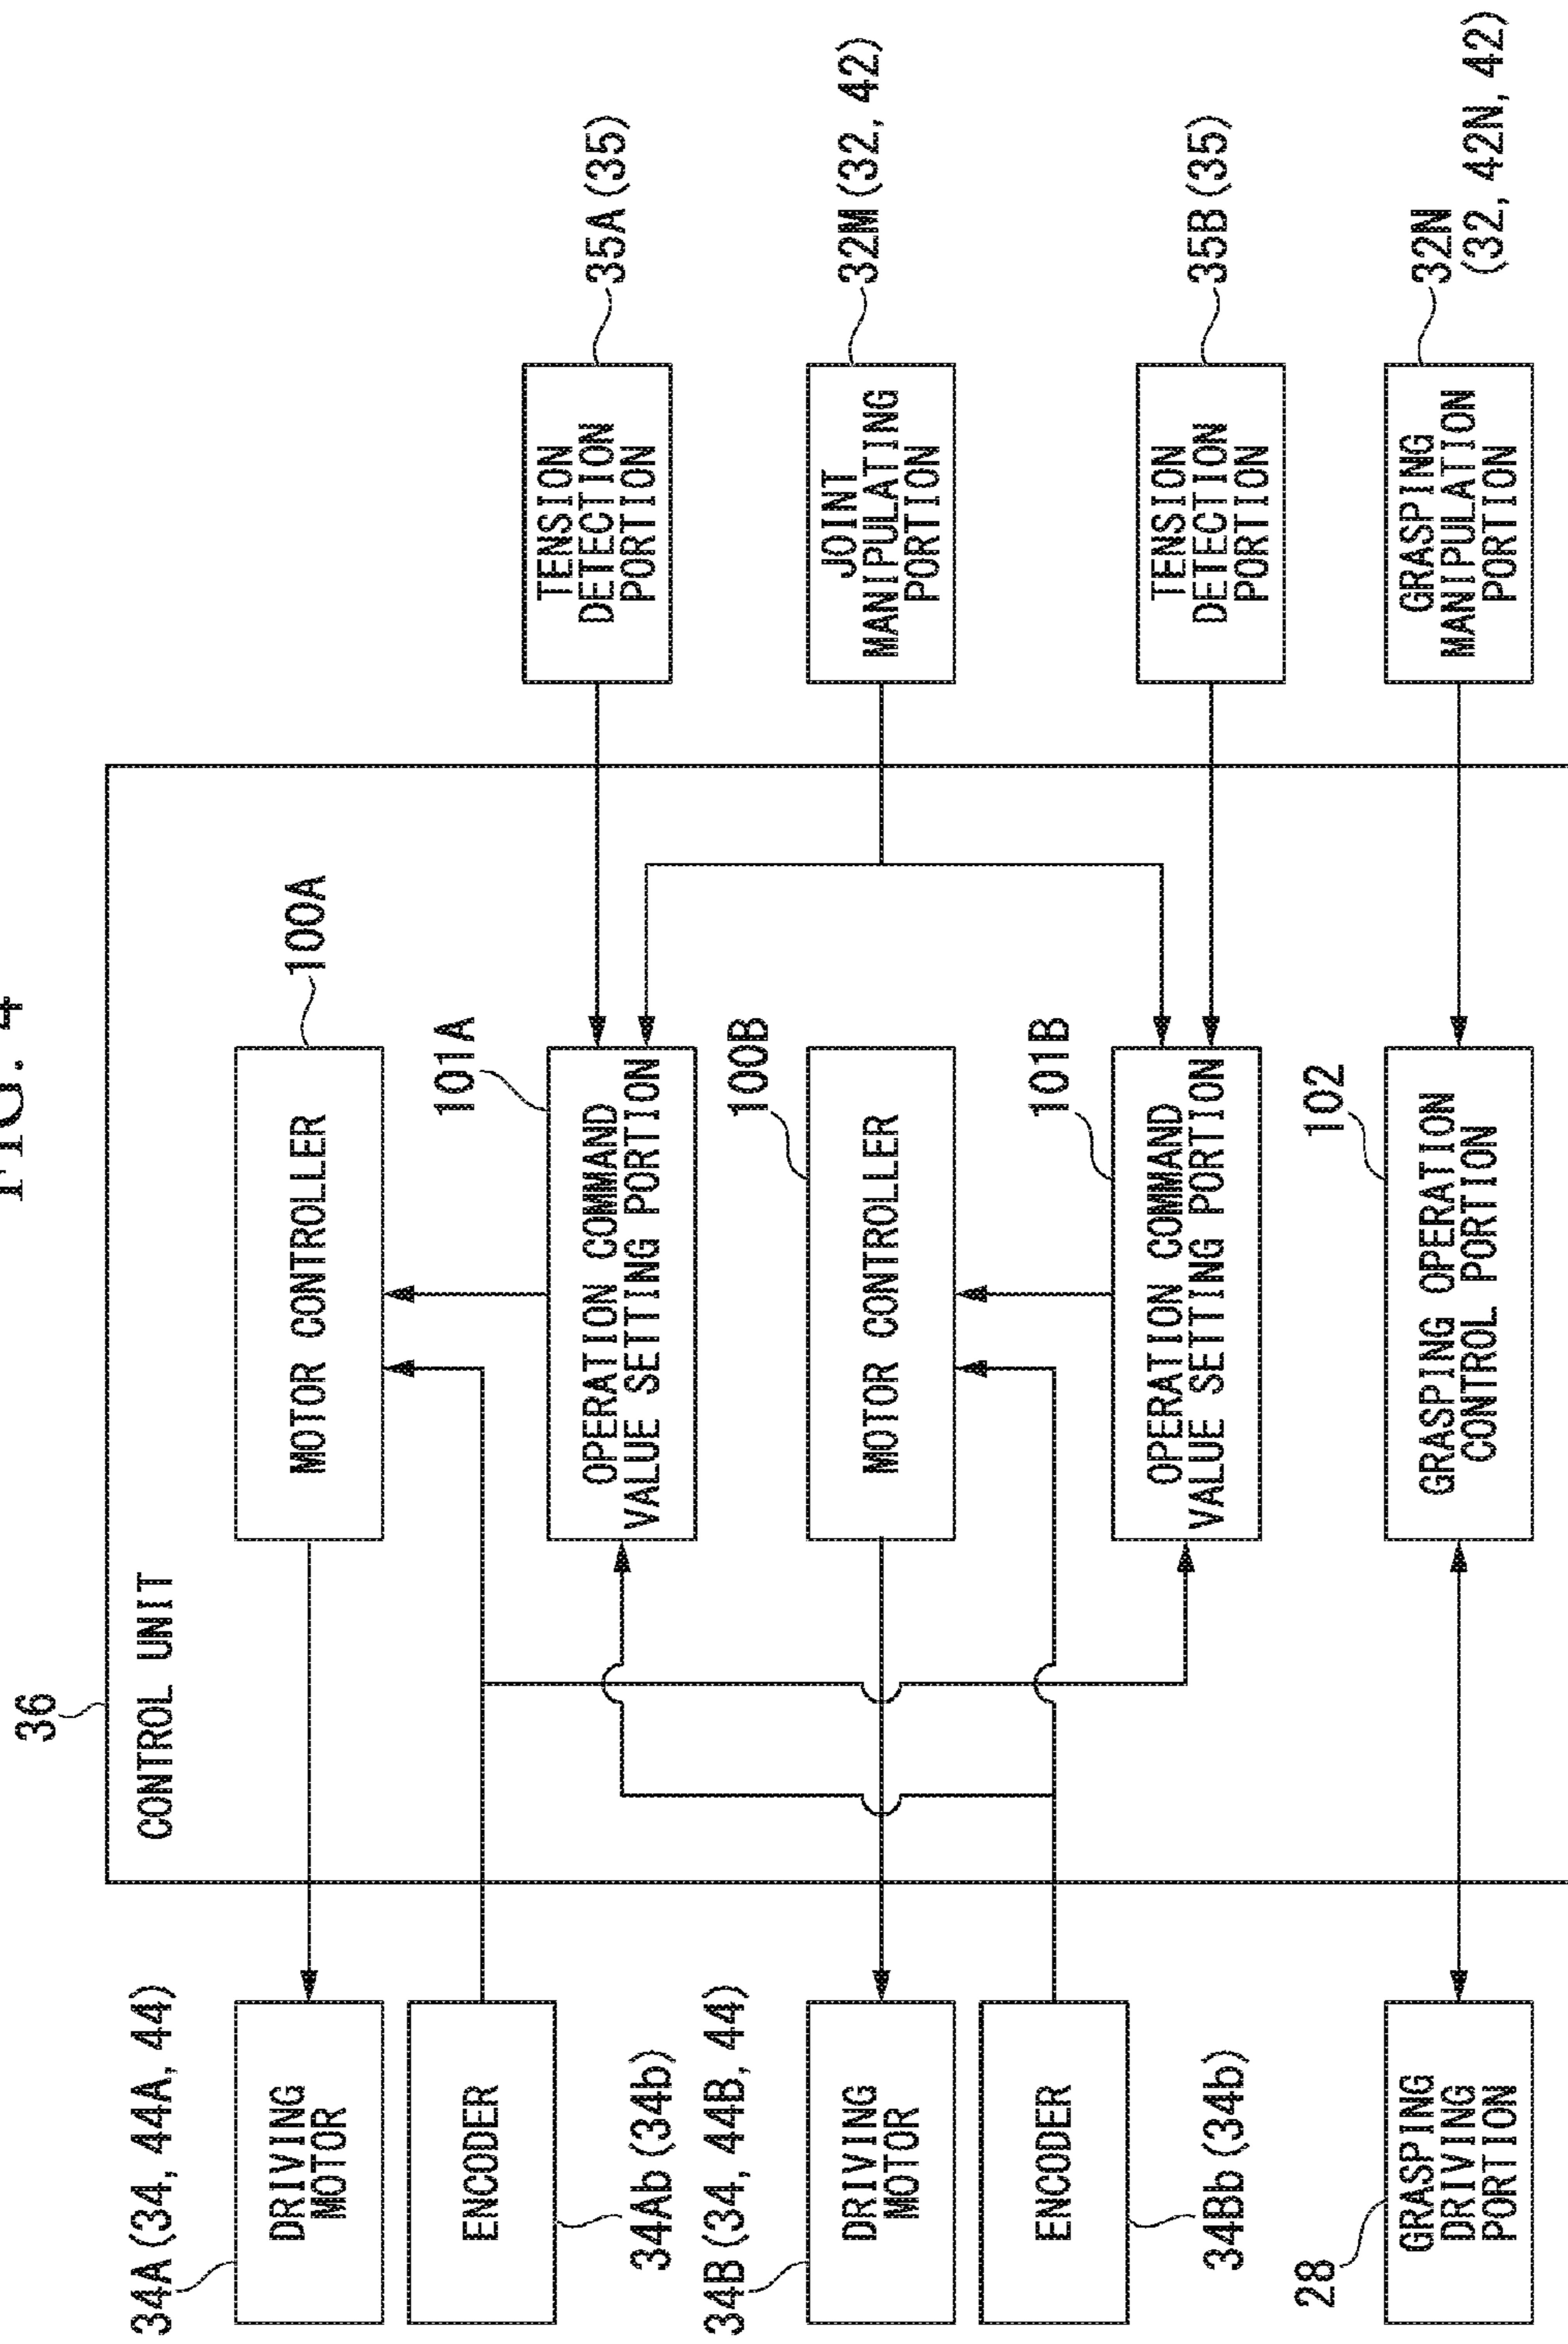 FIG. 4
36
CONTROL UNIT
34A (34, 44A, 44)
DRIVING
MOTOR
MOTOR CONTROLLER
100A
ENCODER
34Ab (34b)
101A
OPERATION COMMAND
VALUE SETTING PORTION
TENSION
DETECTION
PORTION
35A (35)
34B (34, 44B, 44)
DRIVING
MOTOR
100B
MOTOR CONTROLLER
JOINT
MANIPULATING
PORTION
32M (32, 42)
ENCODER
34Bb (34b)
101B
OPERATION COMMAND
VALUE SETTING PORTION
TENSION
DETECTION
PORTION
35B (35)
28
GRASPING
DRIVING
PORTION
102
GRASPING OPERATION
CONTROL PORTION
GRASPING
MANIPULATION
PORTION
32N
(32, 42N, 42)